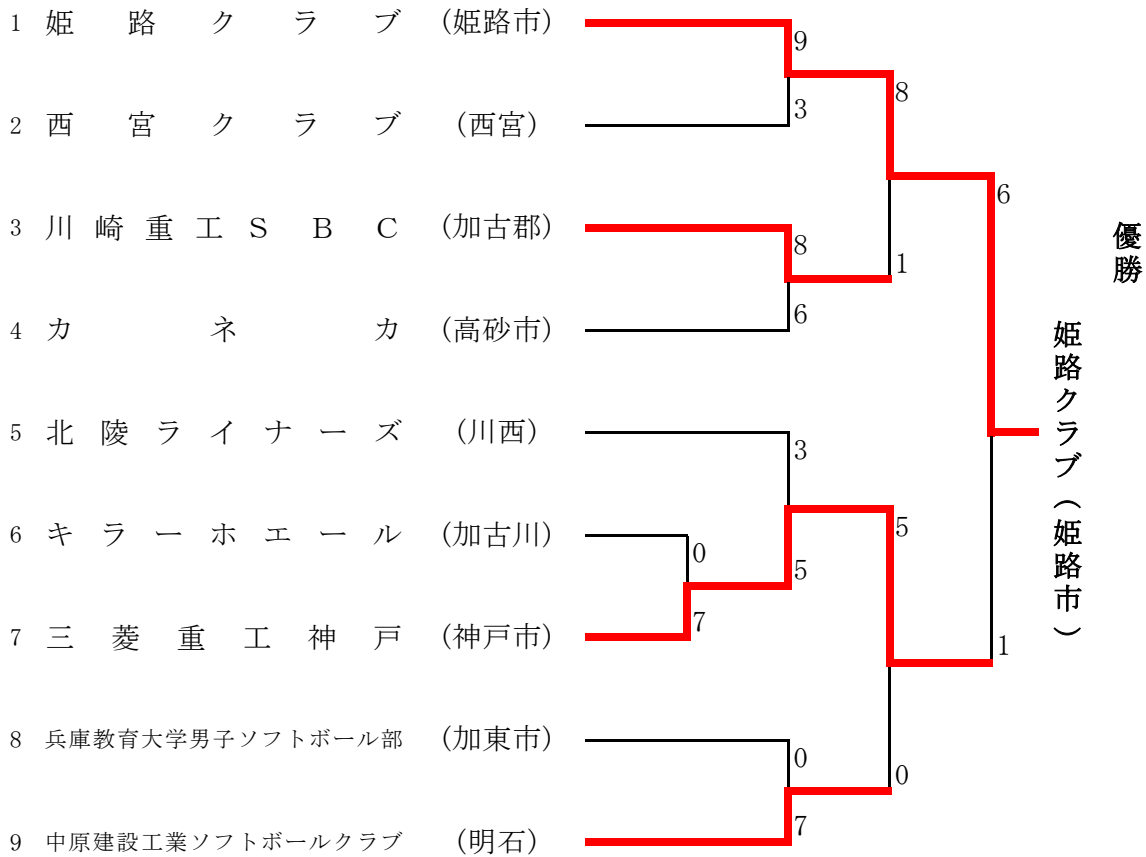 1 姫路クラブ (姫路市)
9
8
3
2 西宮クラブ (西宮)
6
3 川崎重工SBC (加古郡)
8
1
6
4 カネカ (高砂市)
優勝
姫路クラブ(姫路市)
5 北陵ライナーズ (川西)
3
5
6 キラーホエール (加古川)
0
5
7
7 三菱重工神戸 (神戸市)
1
8 兵庫教育大学男子ソフトボール部 (加東市)
0
0
7
9 中原建設工業ソフトボールクラブ (明石)